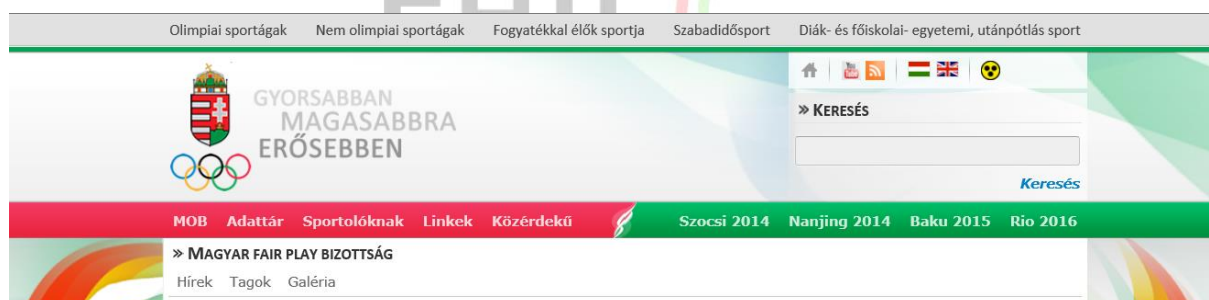 Olimpiai sportágak Nem olimpiai sportágak Fogyatékkal élők sportja Szabadidősport Diák- és főiskolai- egyetemi, utánpótlás sport
GYORSABBAN
MAGASABBRA
ERŐSEBBEN
» KERESÉS
Keresés
MOB Adattár Sportolóknak Linkek Közérdekű Szocsi 2014 Nanjing 2014 Baku 2015 Rio 2016
» MAGYAR FAIR PLAY BIZOTTSÁG
Hírek Tagok Galéria